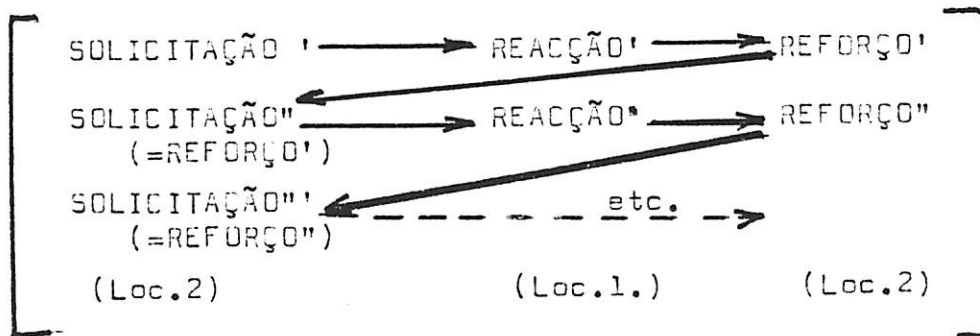 SOLICITAÇÃO ' REACÇÃO' REFORÇO'
SOLICITAÇÃO" REACÇÃO" REFORÇO"
(=REFORÇO')
SOLICITAÇÃO"' etc.
(=REFORÇO")
(Loc.2) (Loc.1.) (Loc.2)